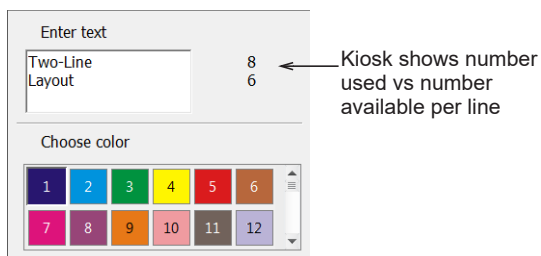 Enter text
Two-Line 8
Layout 6
Kiosk shows number
used vs number
available per line
Choose color
1 2 3 4 5 6
7 8 9 10 11 12